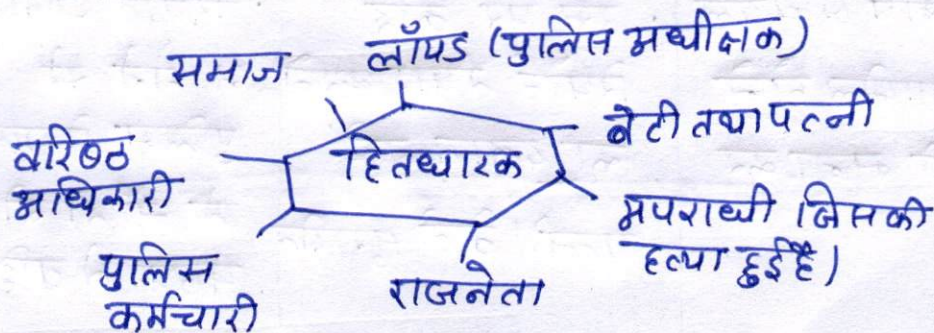 समाज
लॉयड (पुलिस अधीक्षक)
वरिष्ठ
अधिकारी
हितधारक
बेटी तथा पत्नी
अपराधी जिसकी
हत्या हुई है)
पुलिस
कर्मचारी
राजनेता